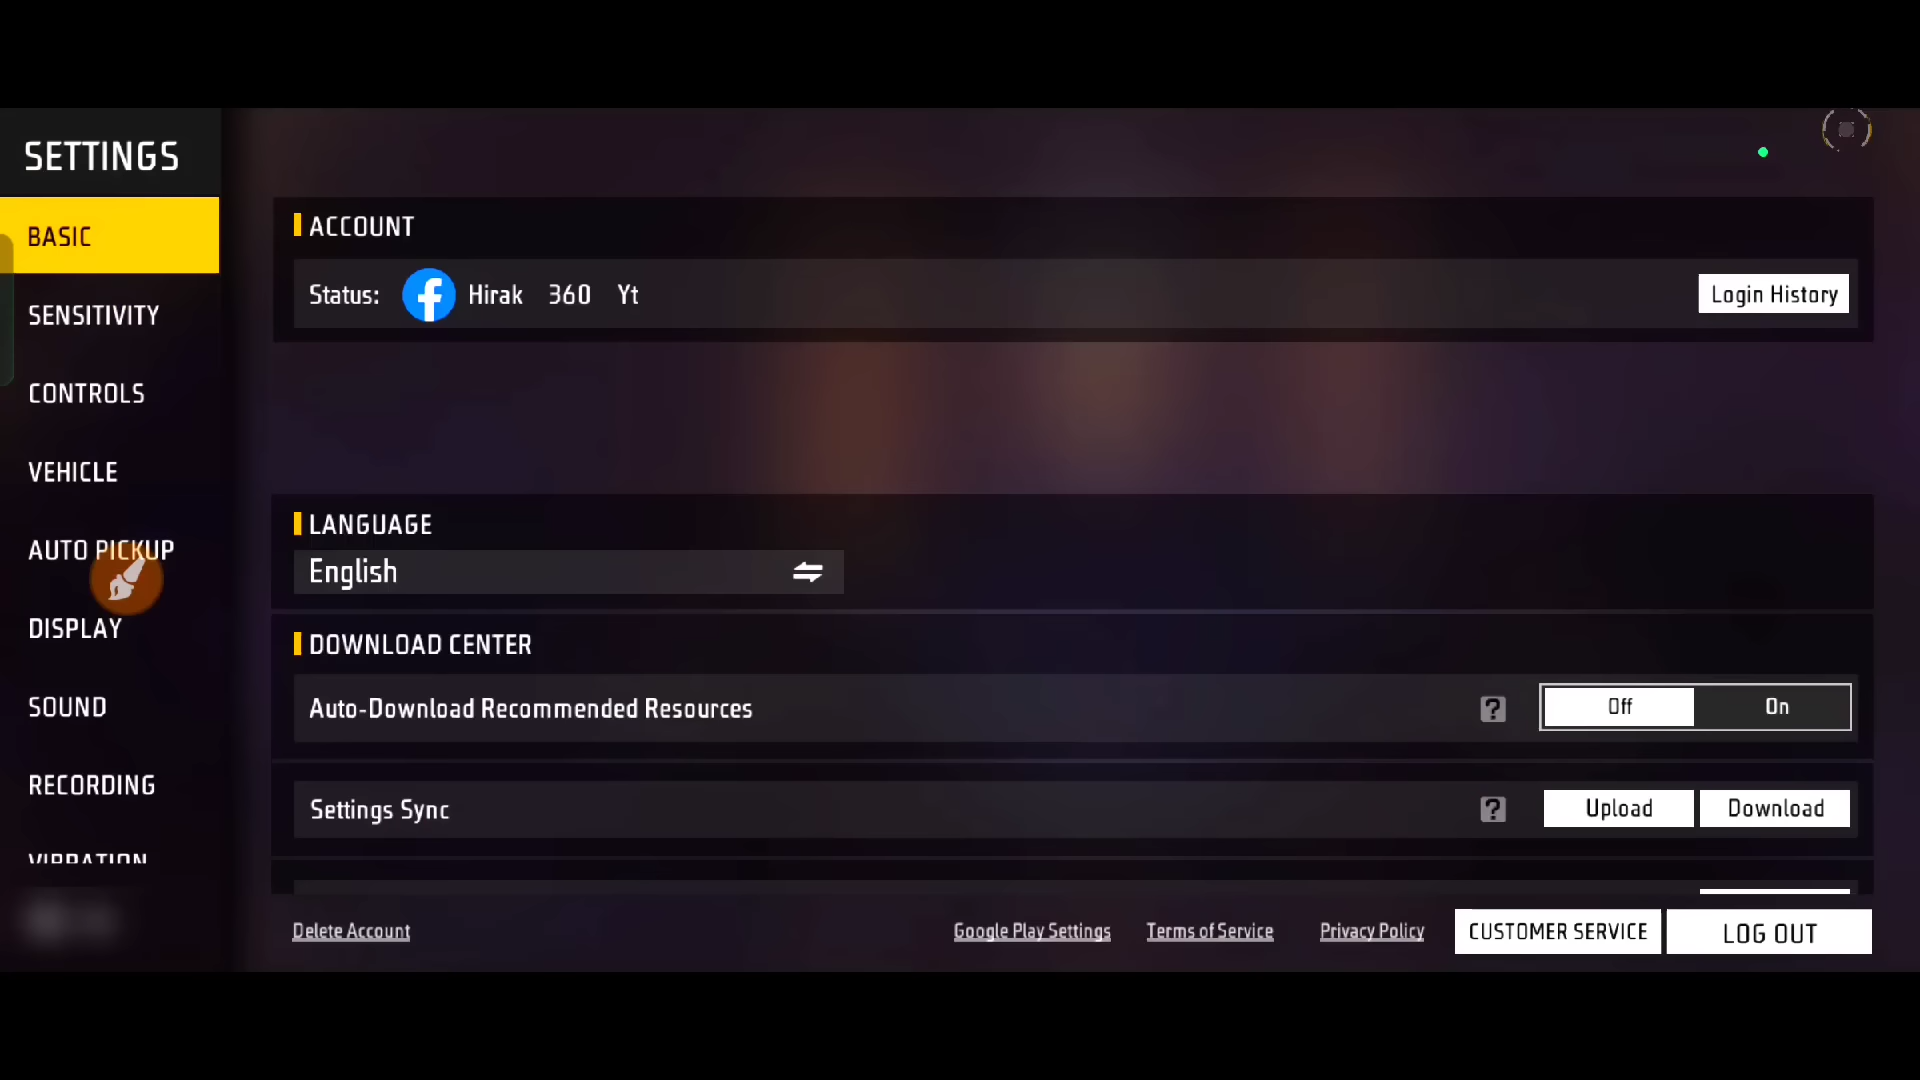 SETTINGS
BASIC
SENSITIVITY
CONTROLS
VEHICLE
AUTO PICKUP
DISPLAY
SOUND
RECORDING
VIBRATION
ACCOUNT
Status: Hirak 360 Yt
Login History
LANGUAGE
English
DOWNLOAD CENTER
Auto-Download Recommended Resources ? Off On
Settings Sync ? Upload Download
Delete Account Google Play Settings Terms of Service Privacy Policy CUSTOMER SERVICE LOG OUT